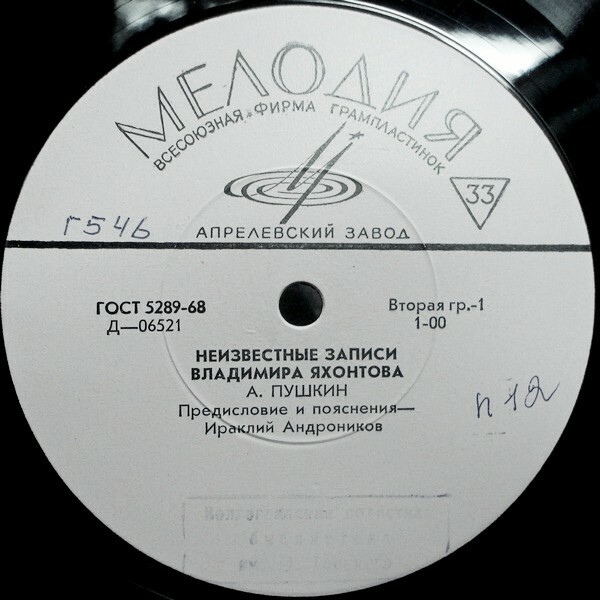 МЕЛОДИЯ
ВСЕСОЮЗНАЯ ФИРМА ГРАМПЛАСТИНОК
33
Г546
АПРЕЛЕВСКИЙ ЗАВОД
ГОСТ 5289-68
Д—06521
Вторая гр.-1
1-00
НЕИЗВЕСТНЫЕ ЗАПИСИ
ВЛАДИМИРА ЯХОНТОВА
А. ПУШКИН
Предисловие и пояснения—
Ираклий Андроников
п 12
библиотека